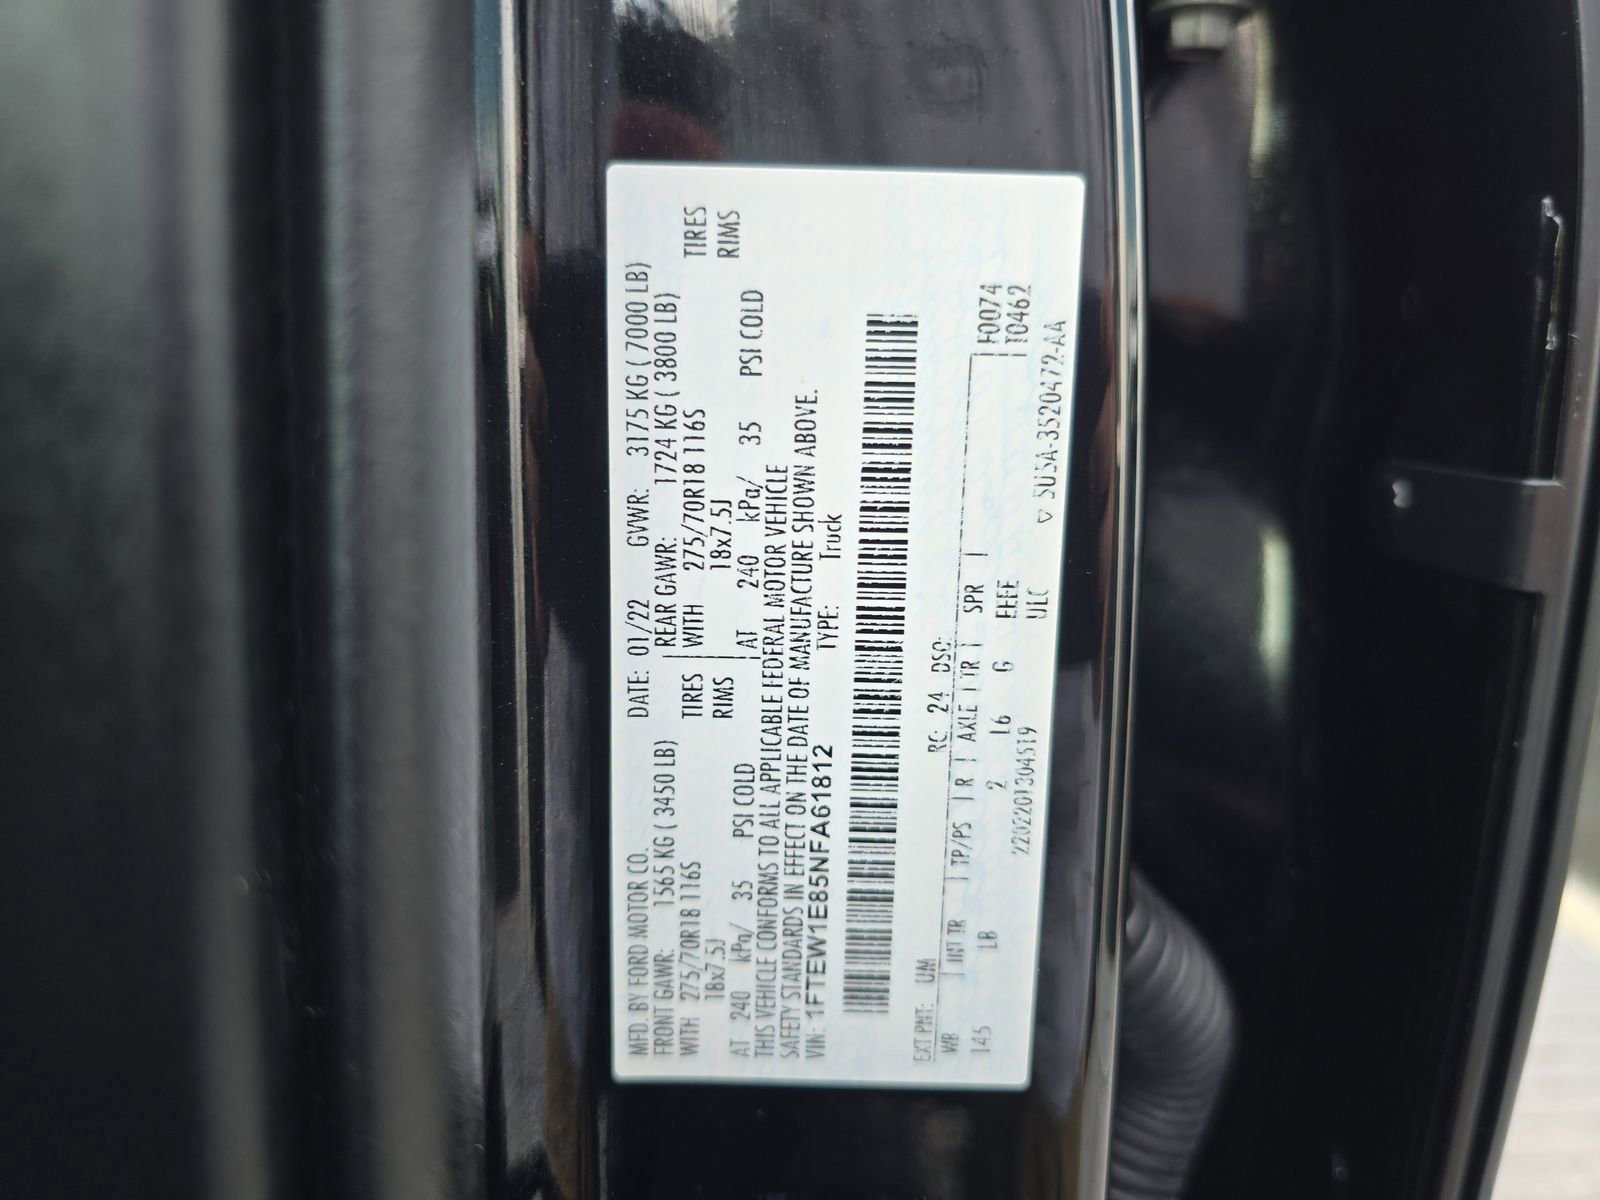 MFD. BY FORD MOTOR CO. DATE: 01/22 GVWR: 3175 KG ( 7000 LB)
FRONT GAWR: 1565 KG ( 3450 LB) REAR GAWR: 1724 KG ( 3800 LB)
WITH 275/70R18 116S TIRES WITH 275/70R18 116S TIRES
18x7.5J RIMS 18x7.5J RIMS
AT 240 kPa/ 35 PSI COLD AT 240 kPa/ 35 PSI COLD
THIS VEHICLE CONFORMS TO ALL APPLICABLE FEDERAL MOTOR VEHICLE
SAFETY STANDARDS IN EFFECT ON THE DATE OF MANUFACTURE SHOWN ABOVE.
VIN: 1FTEW1E85NFA61812 TYPE: Truck
EXT PNT: UM RC: 24 DSO:
WB INT TR TP/PS R AXLE TR SPR F0074
145 LB 2 L6 G EEEE T0462
2202201304519 ULC
5U5A-3520472-AA